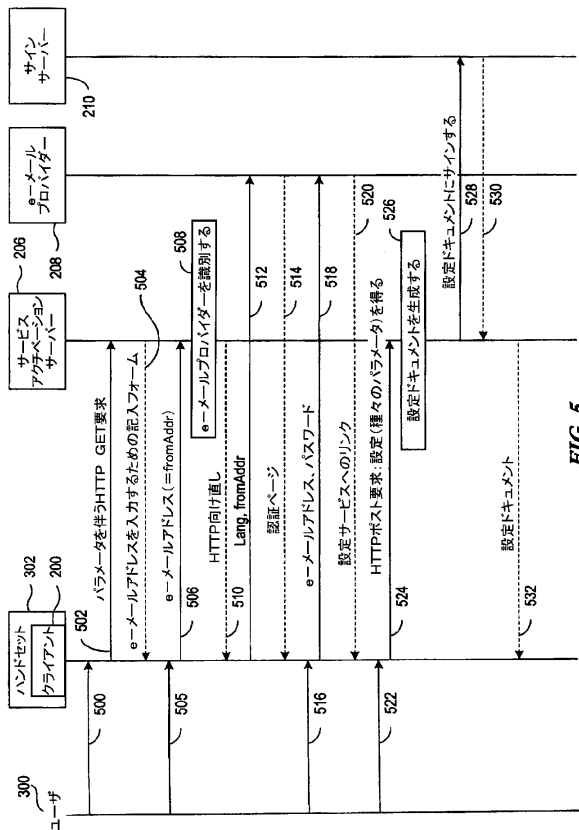 ユーザ
300
ハンドセット
302
クライアント
200
サービス
アクチベーション
サーバー
206
e-メール
プロバイダー
208
サイン
サーバー
210
500
502
パラメータを伴うHTTP GET要求
504
e-メールアドレスを入力するための記入フォーム
505
506
e-メールアドレス(=fromAddr)
508
e-メールプロバイダーを識別する
510
HTTP向け直し
512
Lang, fromAddr
514
認証ページ
516
518
e-メールアドレス, パスワード
520
設定サービスへのリンク
522
524
HTTPポスト要求:設定(種々のパラメータ)を得る
526
設定ドキュメントを生成する
528
設定ドキュメントにサインする
530
532
設定ドキュメント
FIG. 5